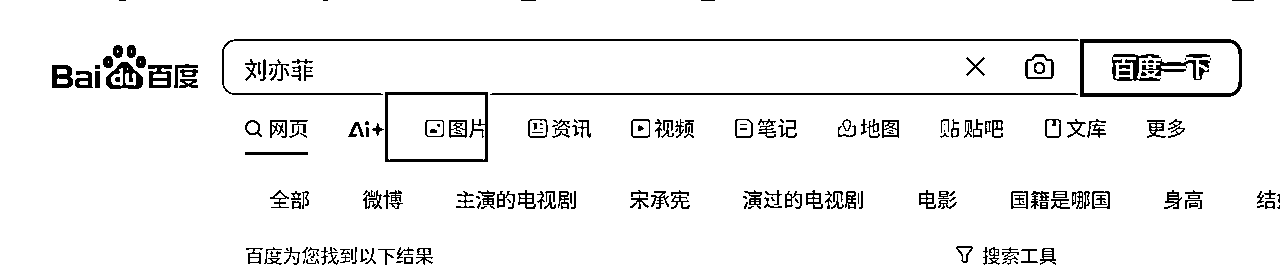 Bai du 百度 刘亦菲 百度一下
网页 Ai+ 图片 资讯 视频 笔记 地图 贴吧 文库 更多
全部 微博 主演的电视剧 宋承宪 演过的电视剧 电影 国籍是哪国 身高 结
百度为您找到以下结果 搜索工具